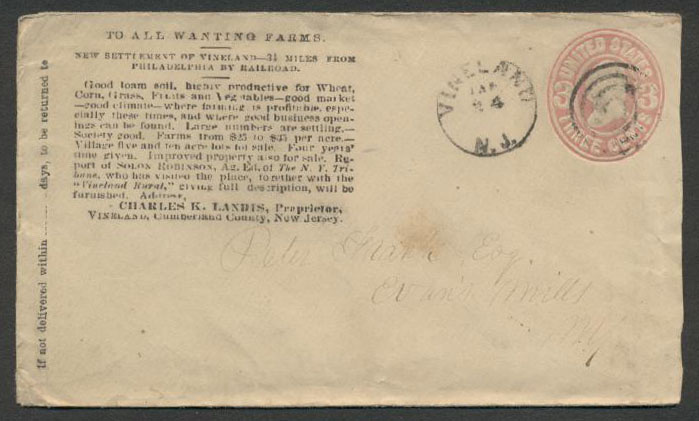 TO ALL WANTING FARMS.
NEW SETTLEMENT OF VINELAND—34 MILES FROM
PHILADELPHIA BY RAILROAD.
Good loam soil, highly productive for Wheat,
Corn, Grass, Fruits and Vegetables—good market
—good climate—where farming is profitable, espe-
cially these times, and where good business open-
ings can be found. Large numbers are settling.—
Society good. Farms from $25 to $35 per acre.—
Village five and ten acre lots for sale. Four years'
time given. Improved property also for sale. Re-
port of SOLON ROBINSON, Ag. Ed. of The N. Y. Tri-
bune, who has visited the place, together with the
"Vineland Rural," giving full description, will be
furnished. Address,
CHARLES K. LANDIS, Proprietor,
VINELAND, Cumberland County, New Jersey.
If not delivered within days, to be returned to
VINELAND
4
N.J.
UNITED STATES
3 3
THREE CENTS
Peter Esq
Evans Mills
NY